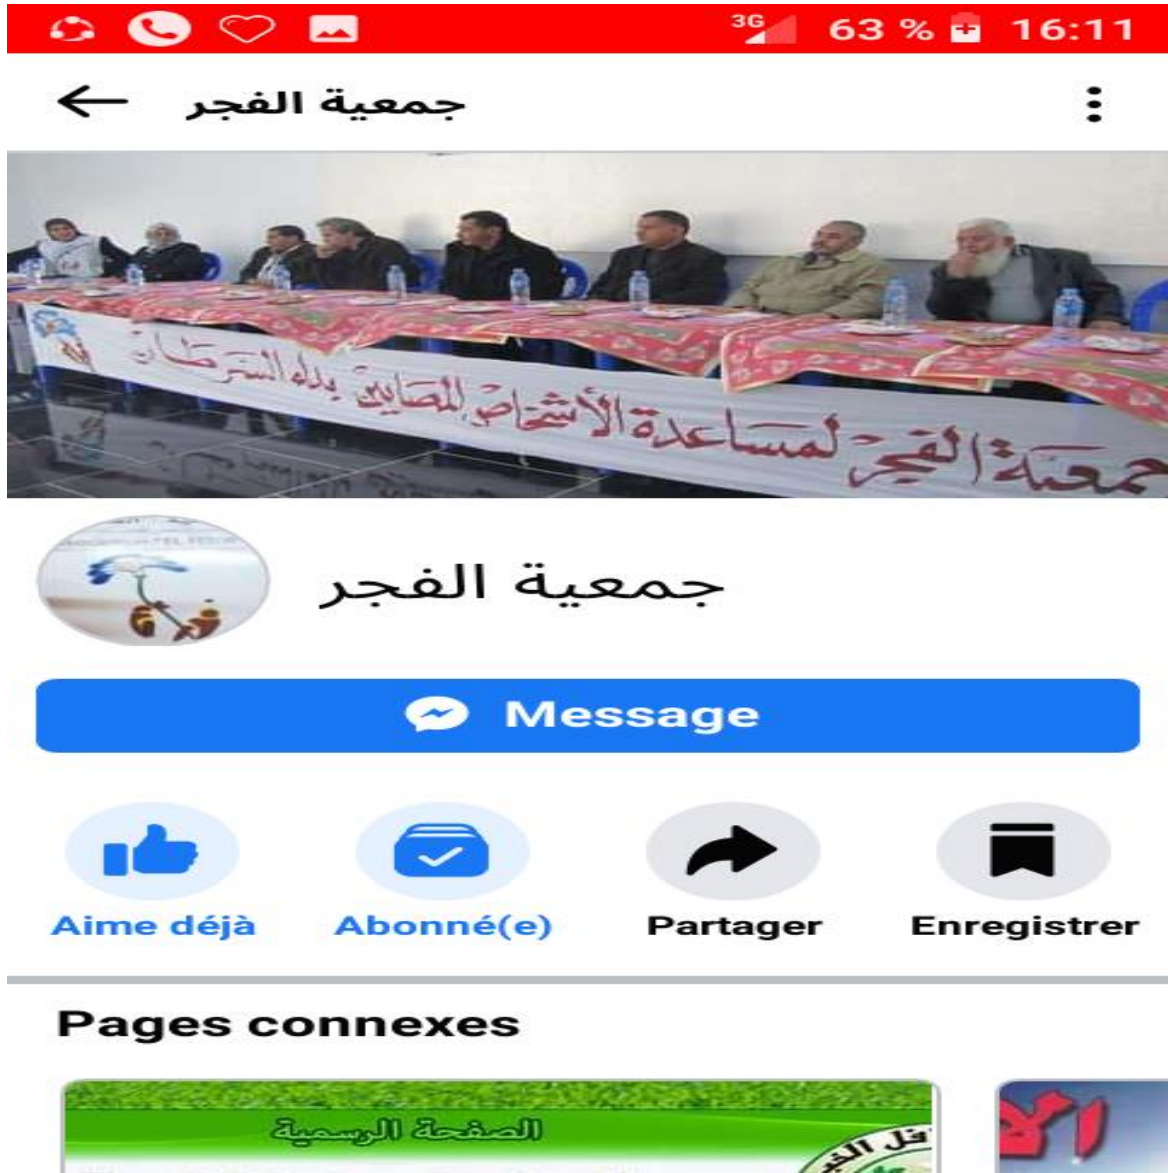 3G 63 % 16:11
جمعية الفجر
جمعية الفجر لمساعدة الأشخاص المصابين بداء السرطان
جمعية الفجر
Message
Aime déjà Abonné(e) Partager Enregistrer
Pages connexes
الصفحة الرسمية